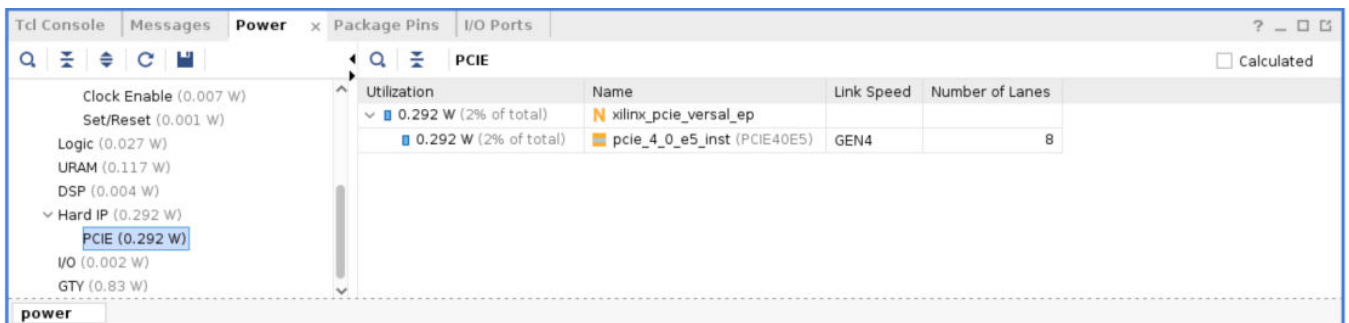 Tcl Console Messages Power × Package Pins I/O Ports ?
PCIE Calculated
Clock Enable (0.007 W)
Set/Reset (0.001 W)
Logic (0.027 W)
URAM (0.117 W)
DSP (0.004 W)
Hard IP (0.292 W)
PCIE (0.292 W)
I/O (0.002 W)
GTY (0.83 W)
Utilization Name Link Speed Number of Lanes
0.292 W (2% of total) N xilinx_pcie_versal_ep
0.292 W (2% of total) pcie_4_0_e5_inst (PCIE40E5) GEN4 8
power